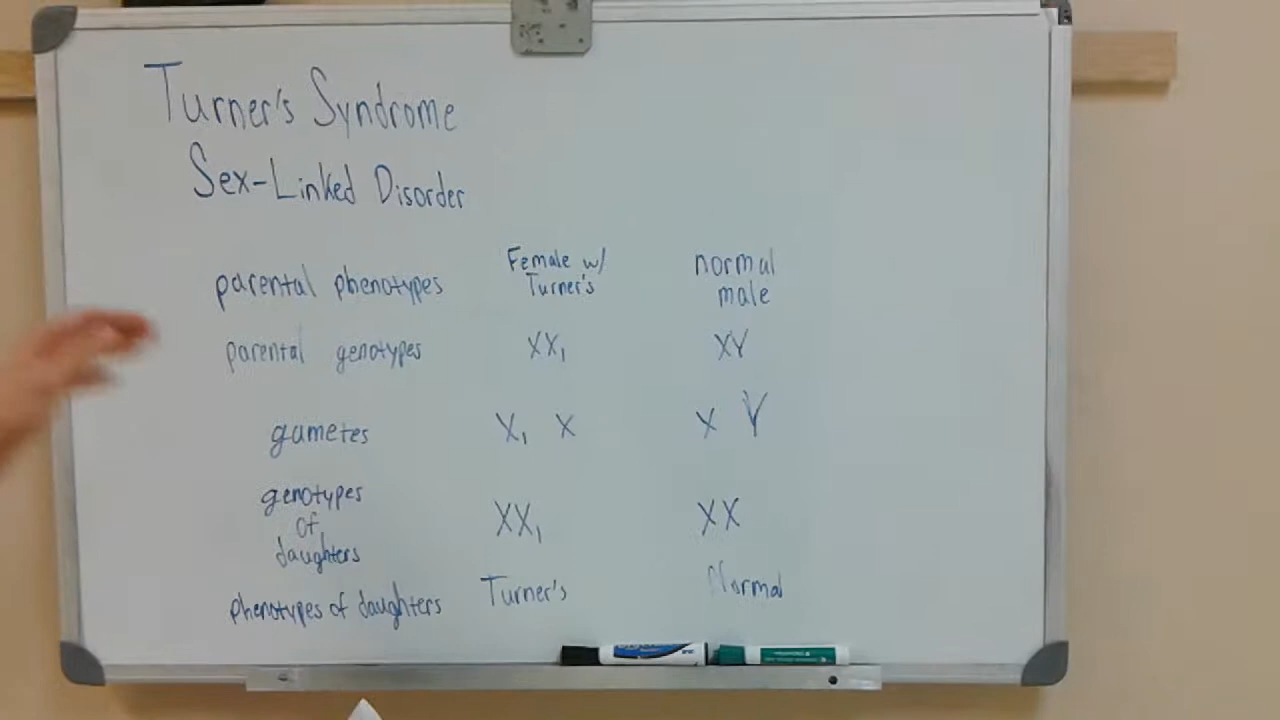 Turner's Syndrome
Sex-Linked Disorder
parental phenotypes Female w/ Turner's normal male
parental genotypes XX₁ XY
gametes X₁ X X Y
genotypes of daughters XX₁ XX
phenotypes of daughters Turner's Normal